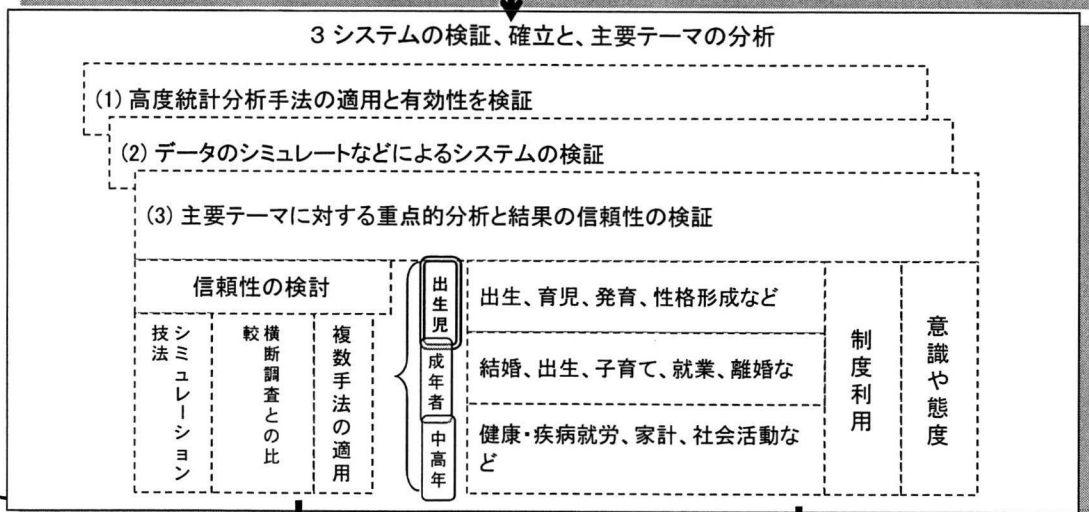 3 システムの検証、確立と、主要テーマの分析
(1) 高度統計分析手法の適用と有効性を検証
(2) データのシミュレートなどによるシステムの検証
(3) 主要テーマに対する重点的分析と結果の信頼性の検証
信頼性の検討
シミュレーション
技法
横断調査との比
較
複数手法の適用
出生児
成年者
中高年
出生、育児、発育、性格形成など
結婚、出生、子育て、就業、離婚な
健康・疾病就労、家計、社会活動な
ど
制度利用
意識や態度